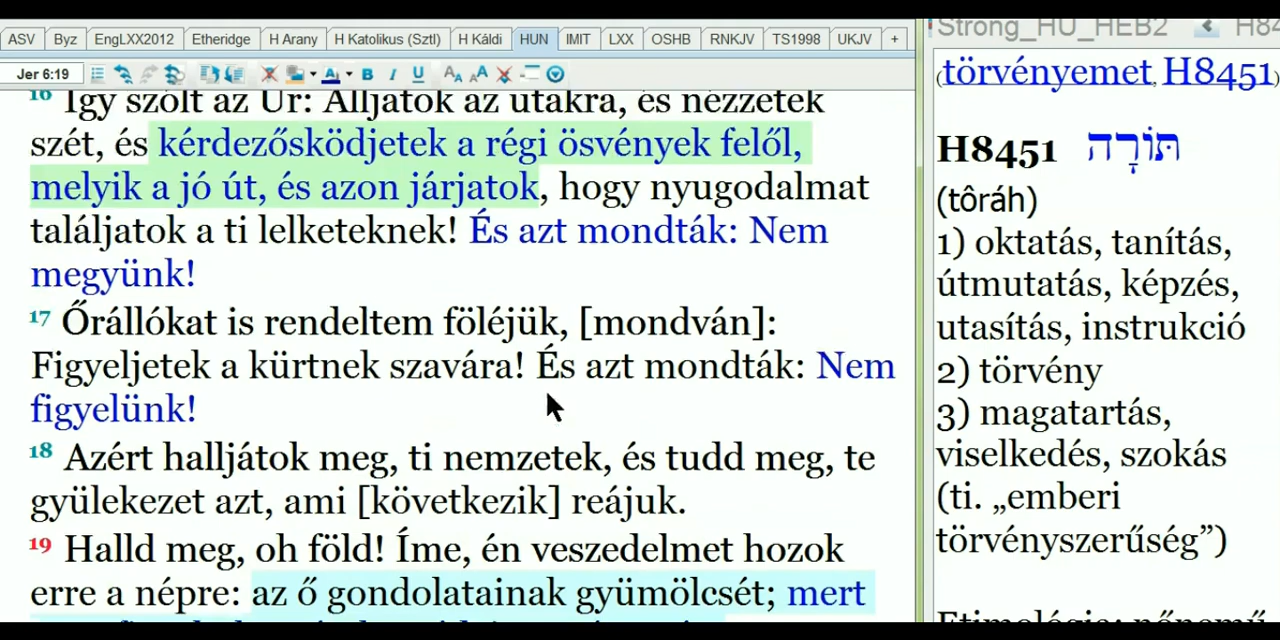 ASV Byz EngLXX2012 Etheridge H Arany H Katolikus (Sztl) H Káldi HUN IMIT LXX OSHB RNKJV TS1998 UKJV +
Jer 6:19
16 Így szólt az Úr: Álljatok az utakra, és nézzetek
szét, és kérdezősködjetek a régi ösvények felől,
melyik a jó út, és azon járjatok, hogy nyugodalmat
találjatok a ti lelketeknek! És azt mondták: Nem
megyünk!
17 Őrállókat is rendeltem föléjük, [mondván]:
Figyeljetek a kürtnek szavára! És azt mondták: Nem
figyelünk!
18 Azért halljátok meg, ti nemzetek, és tudd meg, te
gyülekezet azt, ami [következik] reájuk.
19 Halld meg, oh föld! Íme, én veszedelmet hozok
erre a népre: az ő gondolatainak gyümölcsét; mert
Strong_HU_HEB2
(törvényemet, H8451)
H8451 תּוֹרָה
(tôráh)
1) oktatás, tanítás,
útmutatás, képzés,
utasítás, instrukció
2) törvény
3) magatartás,
viselkedés, szokás
(ti. „emberi
törvényszerűség”)
Etimológia: nőnemű